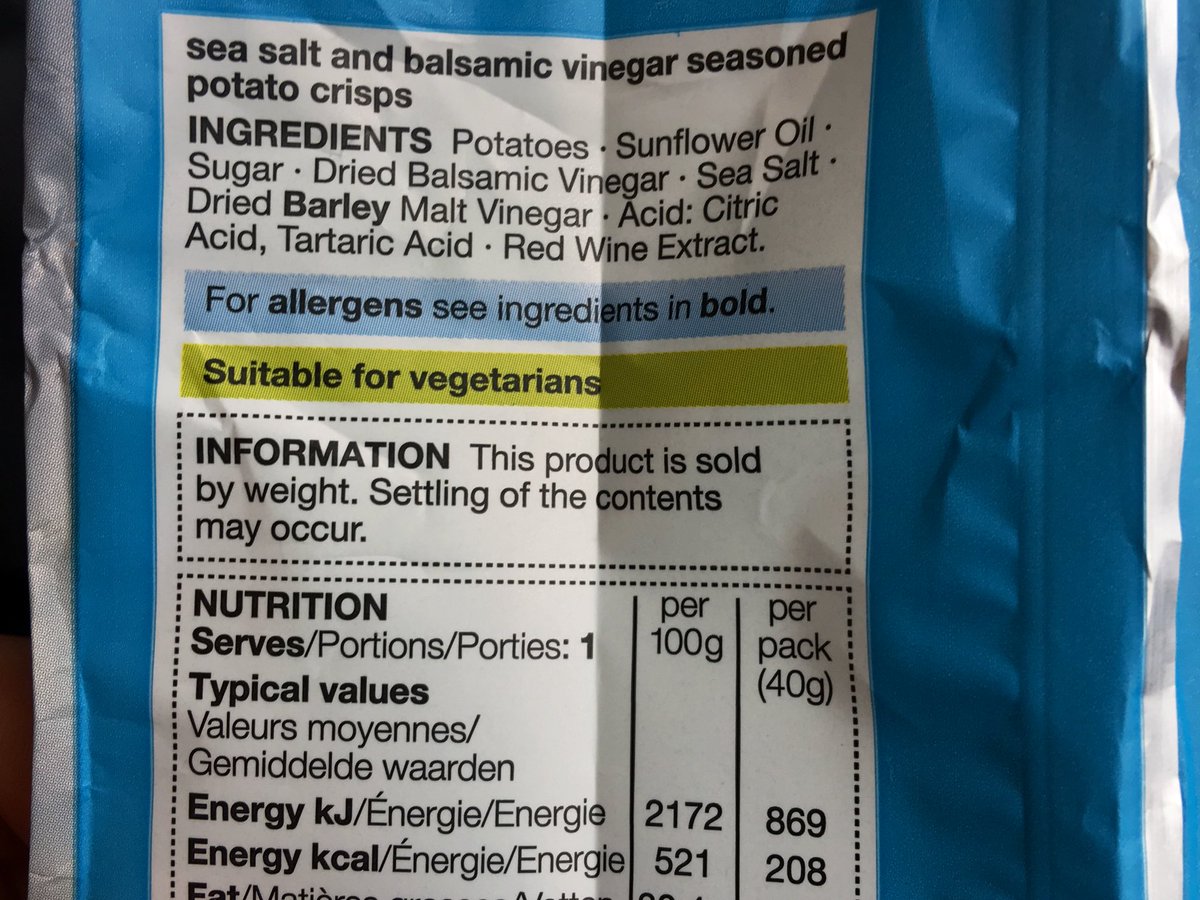 sea salt and balsamic vinegar seasoned
potato crisps
INGREDIENTS Potatoes · Sunflower Oil ·
Sugar · Dried Balsamic Vinegar · Sea Salt ·
Dried Barley Malt Vinegar · Acid: Citric
Acid, Tartaric Acid · Red Wine Extract.
For allergens see ingredients in bold.
Suitable for vegetarians
INFORMATION This product is sold
by weight. Settling of the contents
may occur.
NUTRITION per per
Serves/Portions/Porties: 1 100g pack
(40g)
Typical values
Valeurs moyennes/
Gemiddelde waarden
Energy kJ/Énergie/Energie 2172 869
Energy kcal/Énergie/Energie 521 208
Fat/Matières grasses